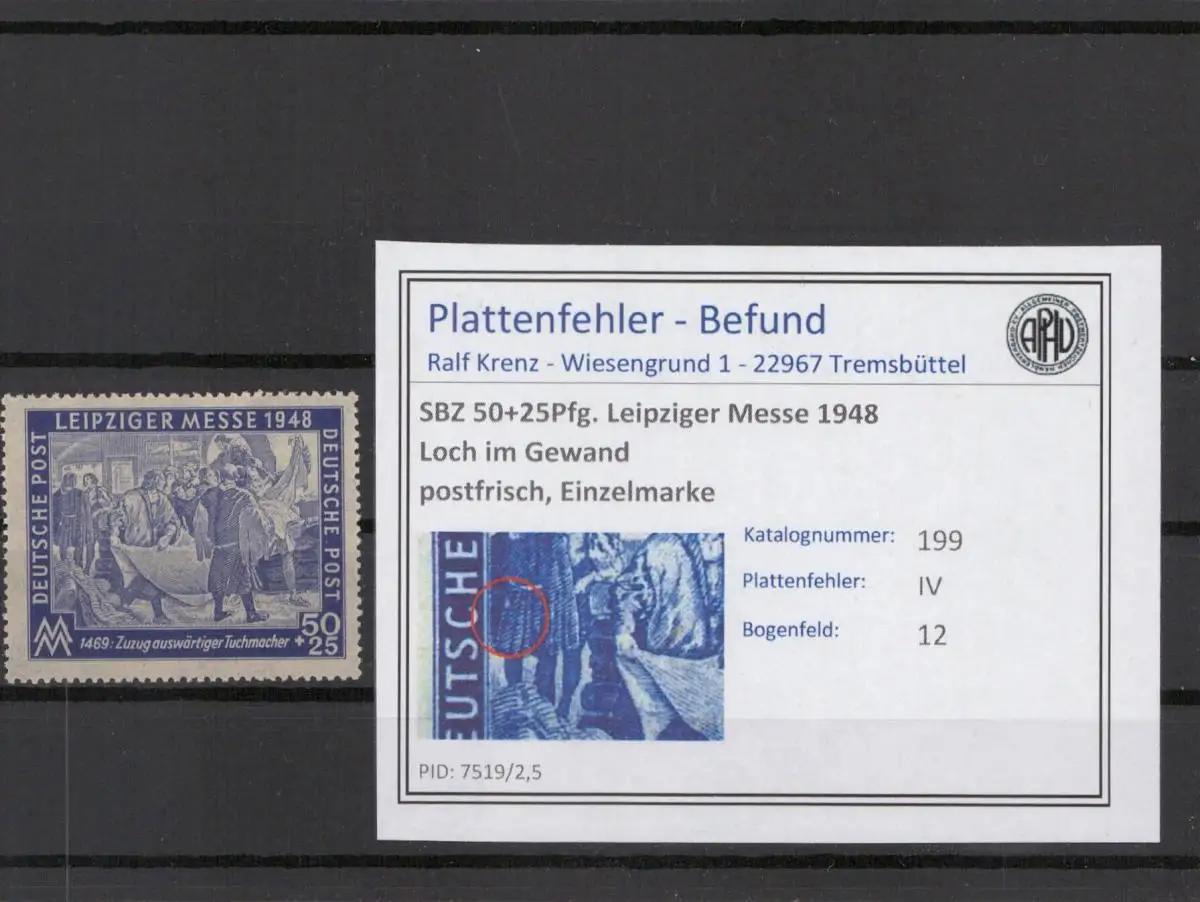 LEIPZIGER MESSE 1948
DEUTSCHE POST
DEUTSCHE POST
1469: Zuzug auswärtiger Tuchmacher
50
+25
Plattenfehler - Befund
Ralf Krenz - Wiesengrund 1 - 22967 Tremsbüttel
APHV
SBZ 50+25Pfg. Leipziger Messe 1948
Loch im Gewand
postfrisch, Einzelmarke
EUTSCHE
Katalognummer: 199
Plattenfehler: IV
Bogenfeld: 12
PID: 7519/2,5